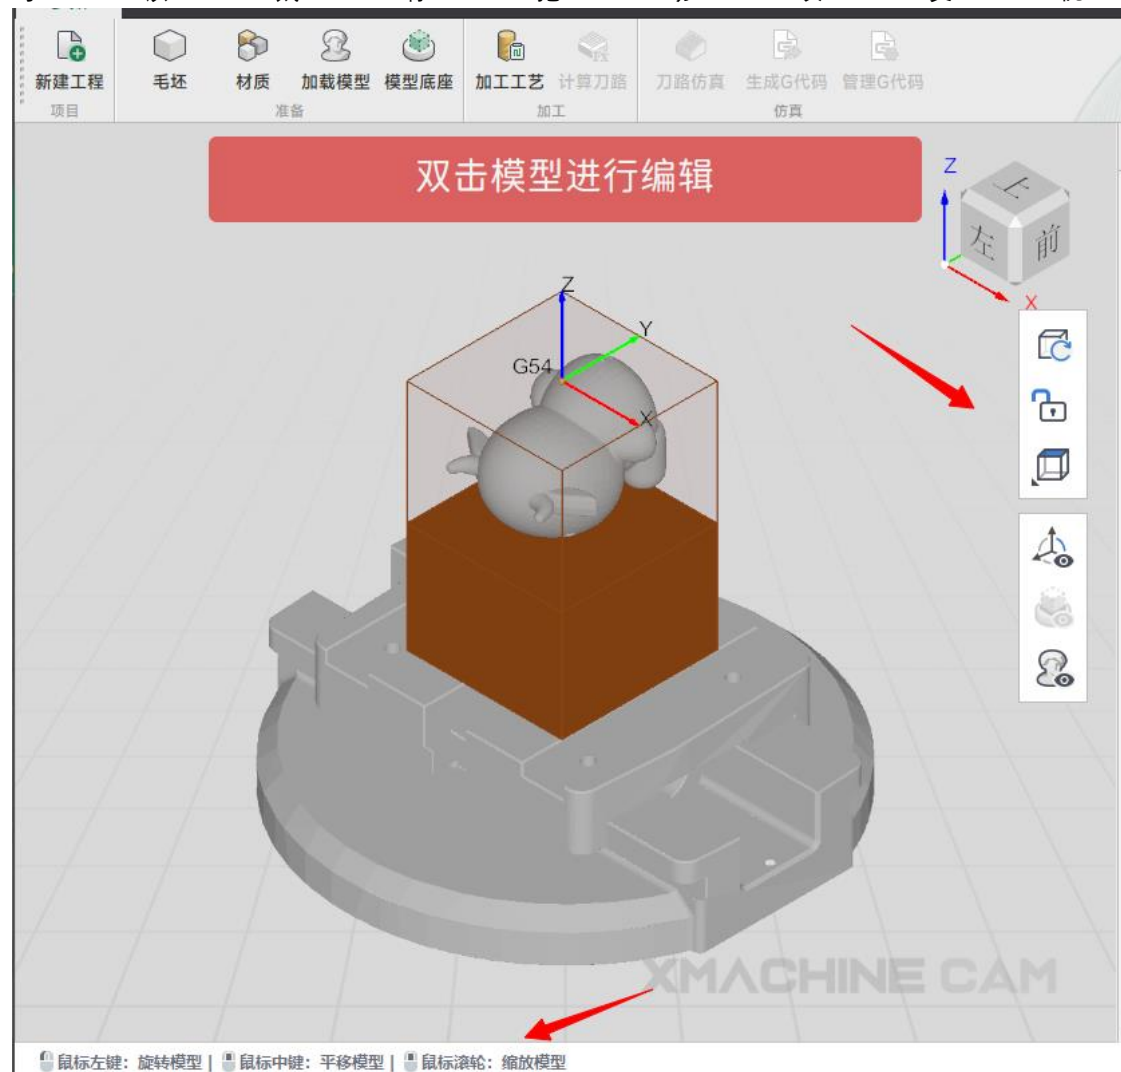 新建工程 毛坯 材质 加载模型 模型底座 加工工艺 计算刀路 刀路仿真 生成G代码 管理G代码
项目 准备 加工 仿真
双击模型进行编辑
Z
上
左 前
X
Z
Y
G54
X
XMACHINE CAM
鼠标左键：旋转模型 | 鼠标中键：平移模型 | 鼠标滚轮：缩放模型